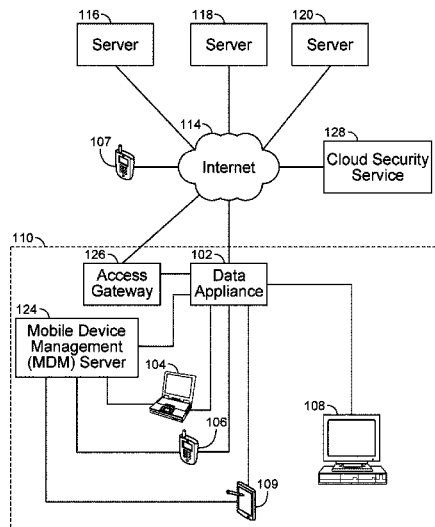 116
118
120
Server
Server
Server
114
107
128
Internet
Cloud Security
Service
110
126
102
Access
Gateway
Data
Appliance
124
Mobile Device
Management
(MDM) Server
104
108
106
109